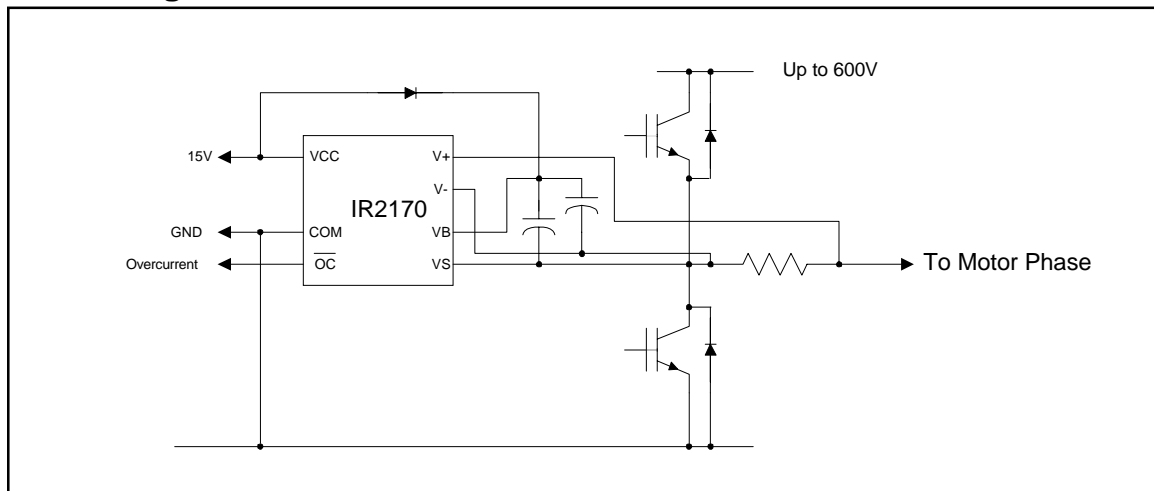 Up to 600V
15V
VCC
V+
V-
IR2170
GND
COM
VB
Overcurrent
OC
VS
To Motor Phase